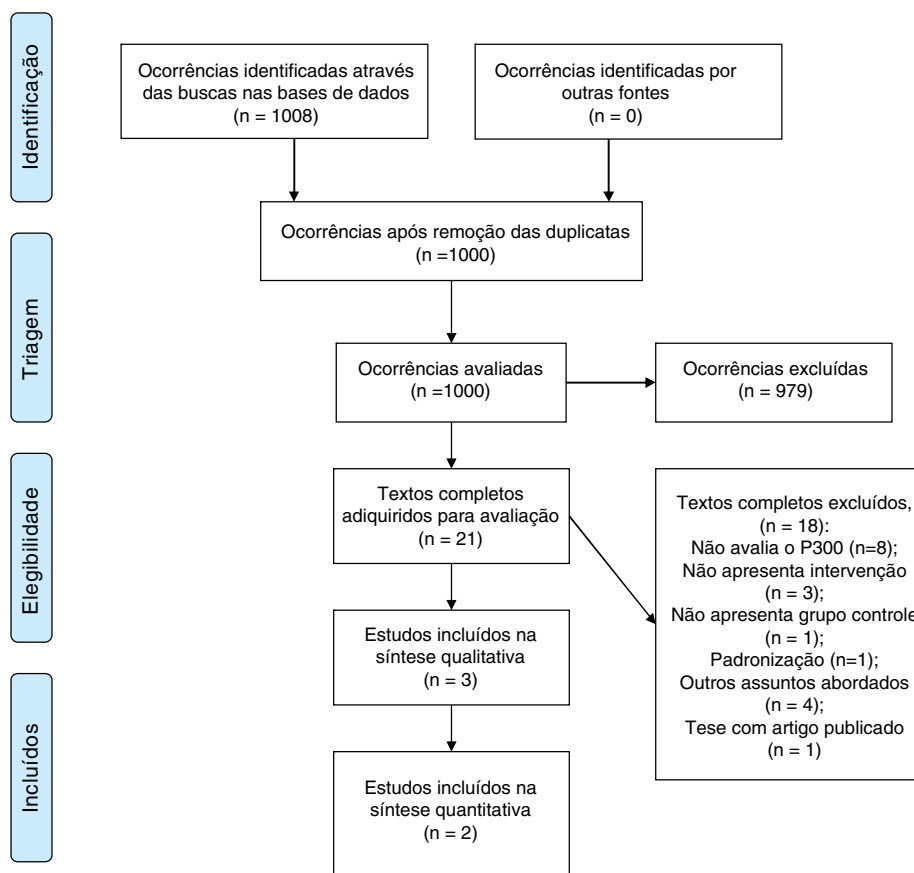 Identificação
Ocorrências identificadas através
das buscas nas bases de dados
(n = 1008)
Ocorrências identificadas por
outras fontes
(n = 0)
Ocorrências após remoção das duplicatas
(n =1000)
Triagem
Ocorrências avaliadas
(n =1000)
Ocorrências excluídas
(n = 979)
Elegibilidade
Textos completos
adiquiridos para avaliação
(n = 21)
Textos completos excluídos,
(n = 18):
Não avalia o P300 (n=8);
Não apresenta intervenção
(n = 3);
Não apresenta grupo controle
(n = 1);
Padronização (n=1);
Outros assuntos abordados
(n = 4);
Tese com artigo publicado
(n = 1)
Estudos incluídos na
síntese qualitativa
(n = 3)
Incluídos
Estudos incluídos na
síntese quantitativa
(n = 2)